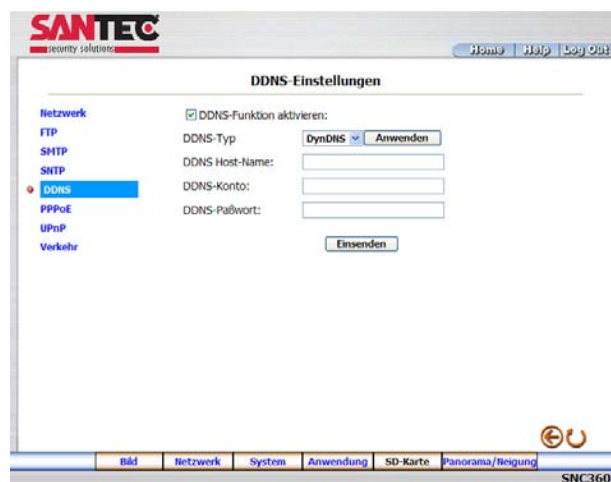 SANTEC
security solutions
Home Help Log Out
DDNS-Einstellungen
Netzwerk
FTP
SMTP
SNTP
DDNS
PPPoE
UPnP
Verkehr
DDNS-Funktion aktivieren:
DDNS-Typ DynDNS Anwenden
DDNS Host-Name:
DDNS-Konto:
DDNS-Paßwort:
Einsenden
Bild Netzwerk System Anwendung SD-Karte Panorama/Neigung
SNC360